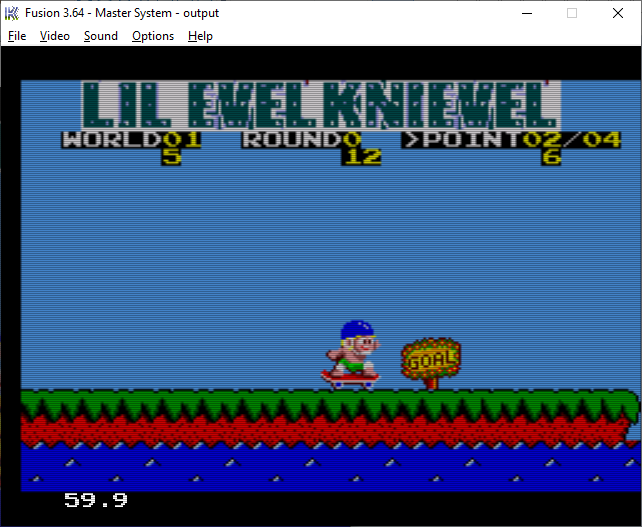 Fusion 3.64 - Master System - output
File Video Sound Options Help
LIL EVEL KNIEVEL
WORLD01 ROUND0 >POINT02/04
5 12 6
GOAL
59.9